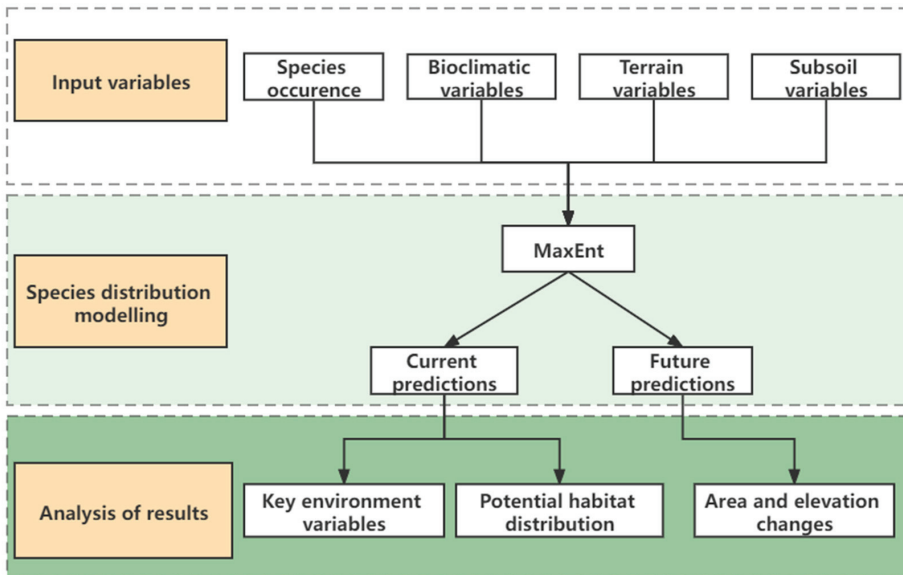 Input variables
Species
occurence
Bioclimatic
variables
Terrain
variables
Subsoil
variables
Species distribution
modelling
MaxEnt
Current
predictions
Future
predictions
Analysis of results
Key environment
variables
Potential habitat
distribution
Area and elevation
changes